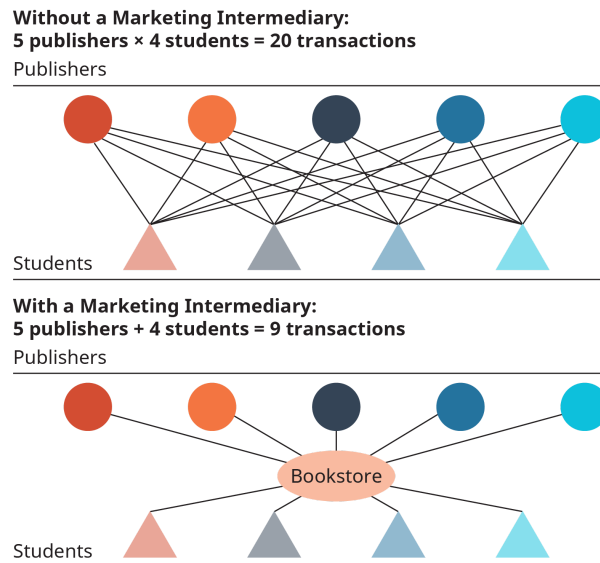 Without a Marketing Intermediary:
5 publishers × 4 students = 20 transactions
Publishers
Students
With a Marketing Intermediary:
5 publishers + 4 students = 9 transactions
Publishers
Bookstore
Students